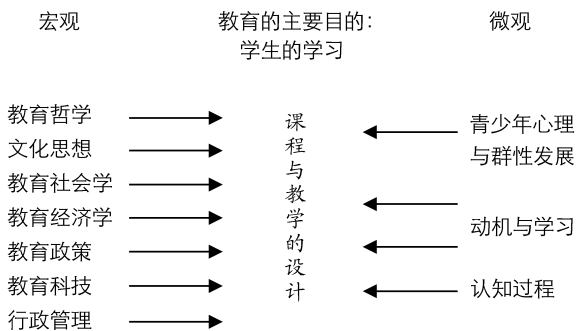 宏观
教育的主要目的：
学生的学习
微观
教育哲学
文化思想
教育社会学
教育经济学
教育政策
教育科技
行政管理
课程与教学的设计
青少年心理
与群性发展
动机与学习
认知过程